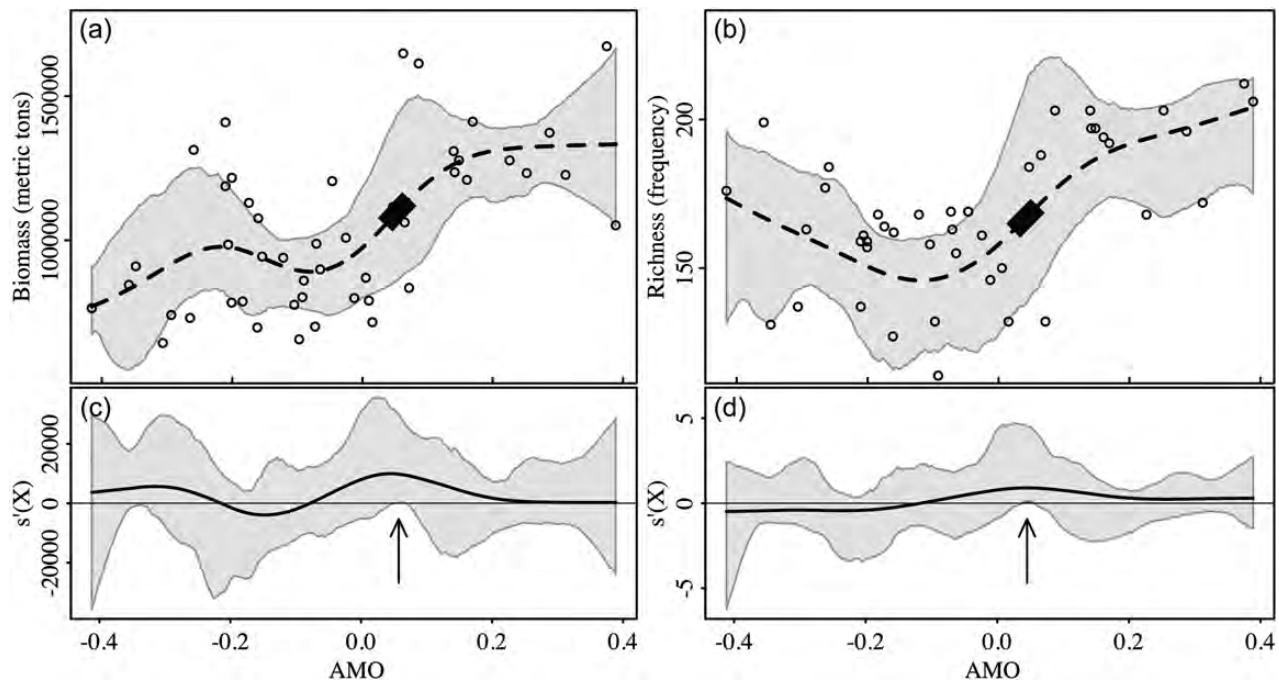 (a)
Biomass (metric tons)
1500000
1000000
(b)
Richness (frequency)
200
150
(c)
s'(X)
20000
0
-20000
-0.4
-0.2
0.0
0.2
0.4
AMO
(d)
s'(X)
5
0
-5
-0.4
-0.2
0.0
0.2
0.4
AMO